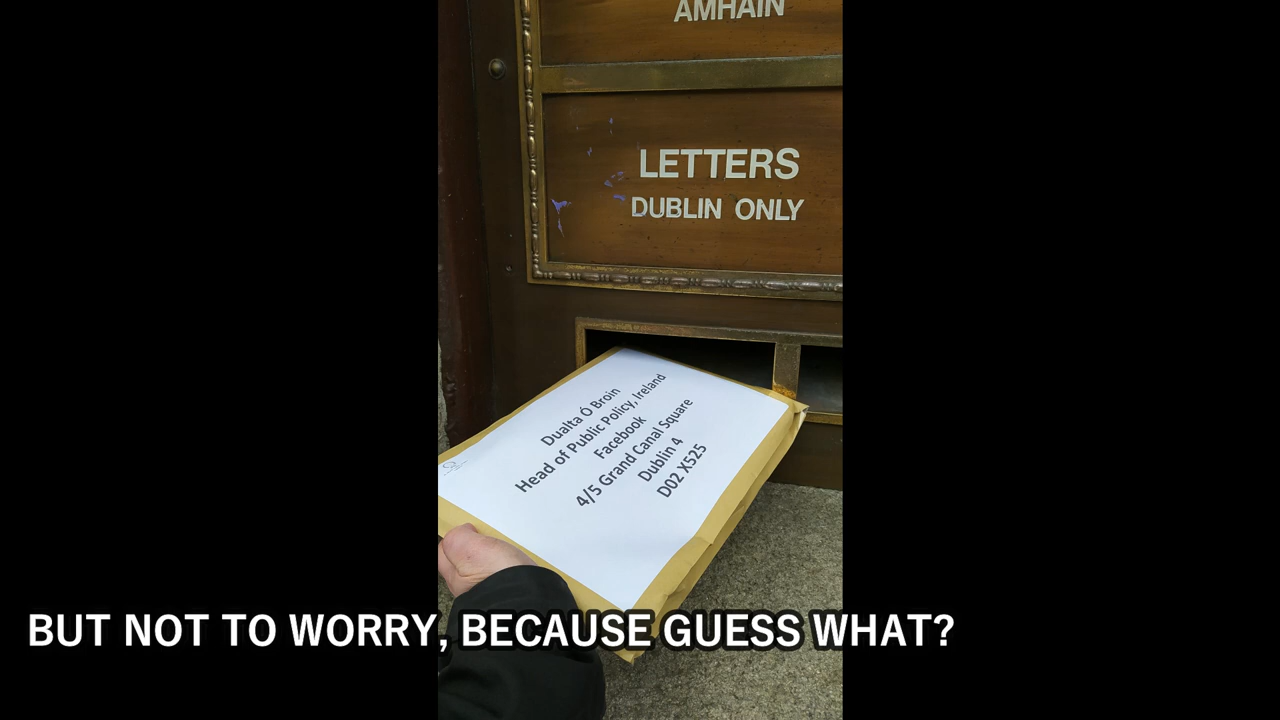 AMHAIN
LETTERS
DUBLIN ONLY
Dualta Ó Broin
Head of Public Policy, Ireland
Facebook
4/5 Grand Canal Square
Dublin 4
D02 X525
BUT NOT TO WORRY, BECAUSE GUESS WHAT?